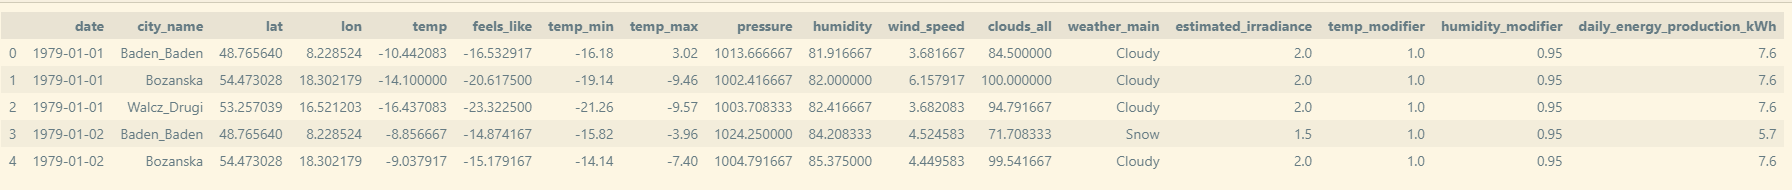 date city_name lat lon temp feels_like temp_min temp_max pressure humidity wind_speed clouds_all weather_main estimated_irradiance temp_modifier humidity_modifier daily_energy_production_kWh
0 1979-01-01 Baden_Baden 48.765640 8.228524 -10.442083 -16.532917 -16.18 3.02 1013.666667 81.916667 3.681667 84.500000 Cloudy 2.0 1.0 0.95 7.6
1 1979-01-01 Bozanska 54.473028 18.302179 -14.100000 -20.617500 -19.14 -9.46 1002.416667 82.000000 6.157917 100.000000 Cloudy 2.0 1.0 0.95 7.6
2 1979-01-01 Walcz_Drugi 53.257039 16.521203 -16.437083 -23.322500 -21.26 -9.57 1003.708333 82.416667 3.682083 94.791667 Cloudy 2.0 1.0 0.95 7.6
3 1979-01-02 Baden_Baden 48.765640 8.228524 -8.856667 -14.874167 -15.82 -3.96 1024.250000 84.208333 4.524583 71.708333 Snow 1.5 1.0 0.95 5.7
4 1979-01-02 Bozanska 54.473028 18.302179 -9.037917 -15.179167 -14.14 -7.40 1004.791667 85.375000 4.449583 99.541667 Cloudy 2.0 1.0 0.95 7.6